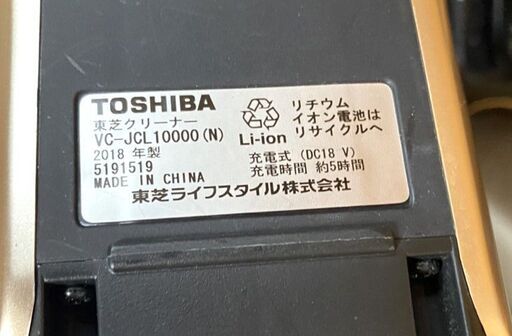 TOSHIBA
東芝クリーナー
VC-JCL10000(N)
2018 年製
5191519
MADE IN CHINA
Li-ion
リチウム
イオン電池は
リサイクルへ
充電式 (DC18 V)
充電時間 約5時間
東芝ライフスタイル株式会社